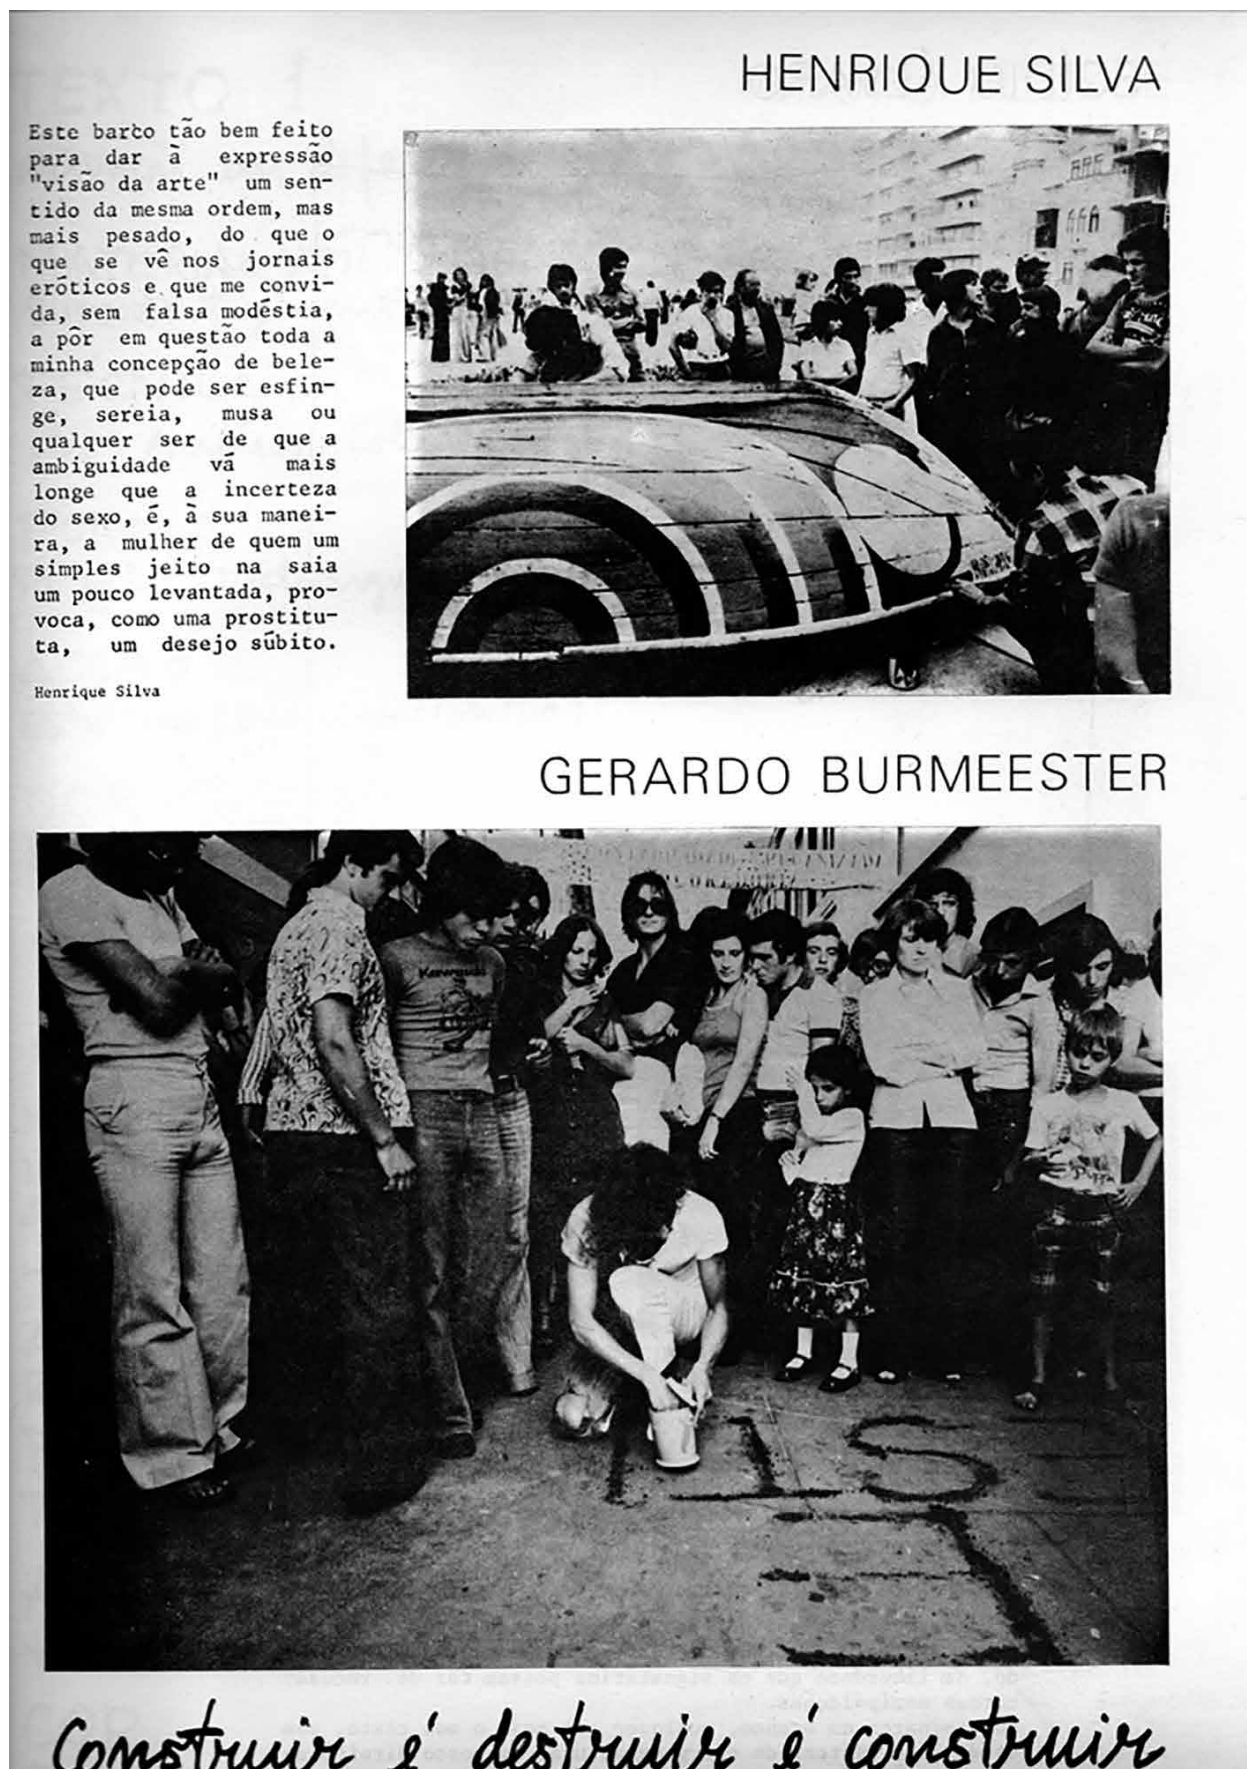 HENRIQUE SILVA
Este barco tão bem feito
para dar à expressão
"visão da arte" um sen-
tido da mesma ordem, mas
mais pesado, do que o
que se vê nos jornais
eróticos e que me convi-
da, sem falsa modéstia,
a pôr em questão toda a
minha concepção de bele-
za, que pode ser esfin-
ge, sereia, musa ou
qualquer ser de que a
ambiguidade vá mais
longe que a incerteza
do sexo, é, à sua manei-
ra, a mulher de quem um
simples jeito na saia
um pouco levantada, pro-
voca, como uma prostitu-
ta, um desejo súbito.
Henrique Silva
GERARDO BURMEESTER
Kawasaki
Construir é destruir é construir